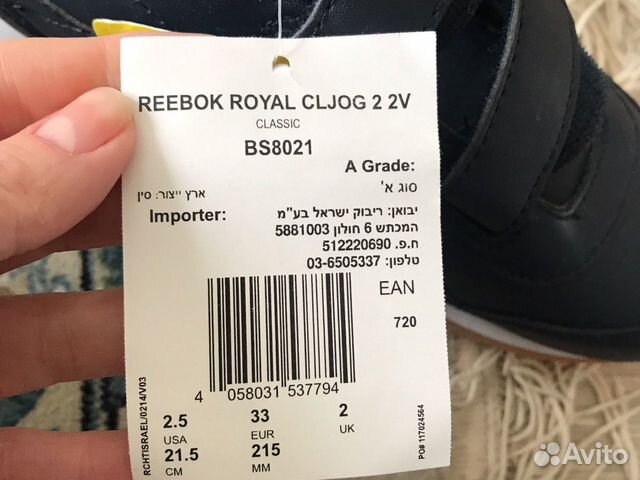 REEBOK ROYAL CLJOG 2 2V
CLASSIC
BS8021
A Grade:
סוג א'
ארץ ייצור: סין
Importer:
יבואן: ריבוק ישראל בע"מ
המכתש 6 חולון 5881003
ח.פ. 512220690
טלפון: 03-6505337
EAN
720
4 058031 537794
2.5 33 2
USA EUR UK
21.5 215
CM MM
RCHTISRAEL/0214/V03
PO# 117024564
Avito